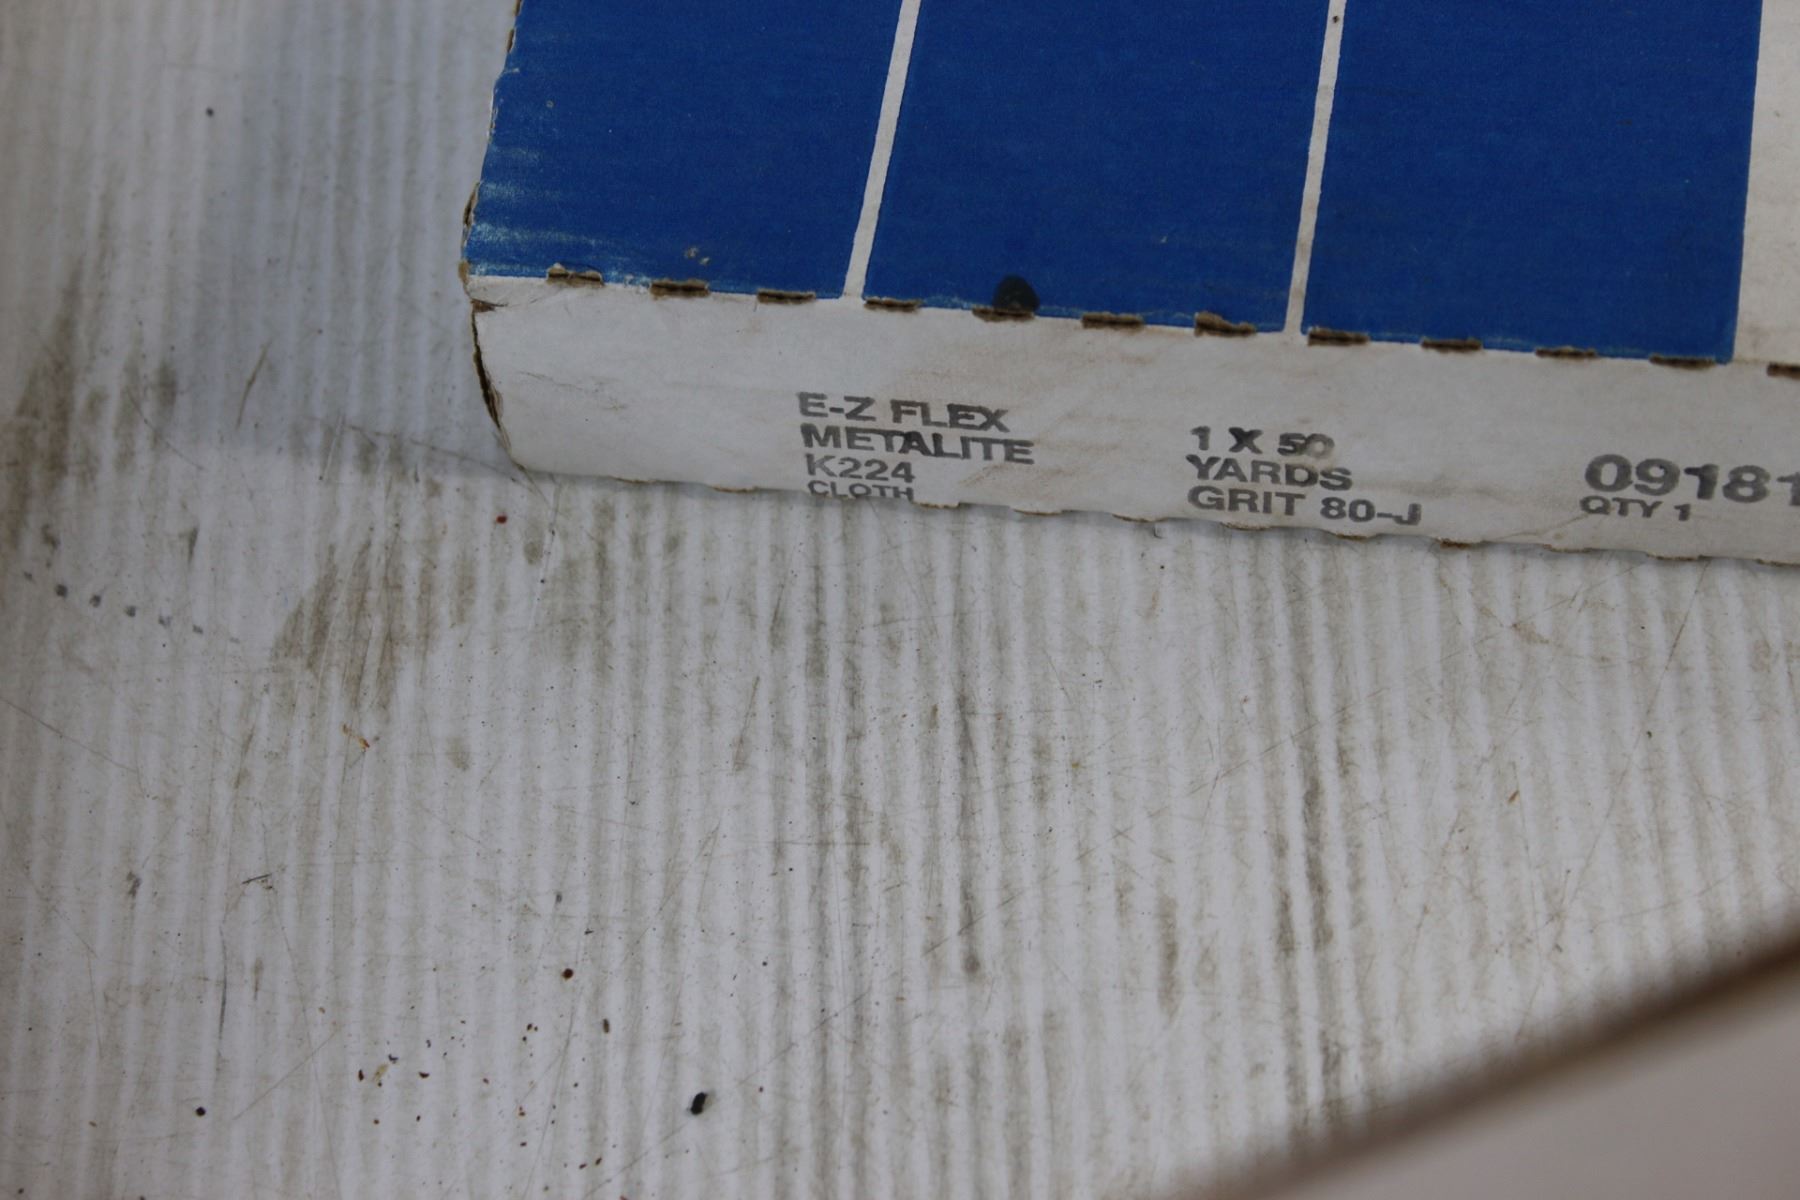 E-Z FLEX
METALITE
K224
CLOTH
1 X 50
YARDS
GRIT 80-J
09181
QTY 1